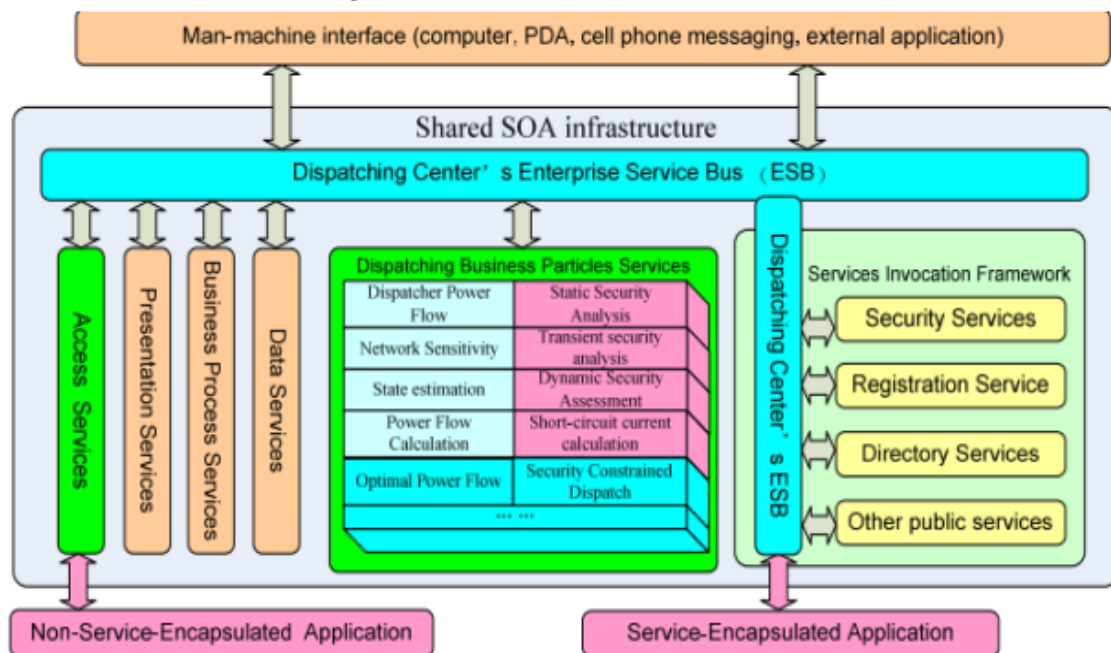 Man-machine interface (computer, PDA, cell phone messaging, external application)
Shared SOA infrastructure
Dispatching Center’s Enterprise Service Bus (ESB)
Access Services
Presentation Services
Business Process Services
Data Services
Dispatching Business Particles Services
Dispatcher Power
Flow
Static Security
Analysis
Network Sensitivity
Transient security
analysis
State estimation
Dynamic Security
Assessment
Power Flow
Calculation
Short-circuit current
calculation
Optimal Power Flow
Security Constrained
Dispatch
... ...
Dispatching Center’s ESB
Services Invocation Framework
Security Services
Registration Service
Directory Services
Other public services
Non-Service-Encapsulated Application
Service-Encapsulated Application